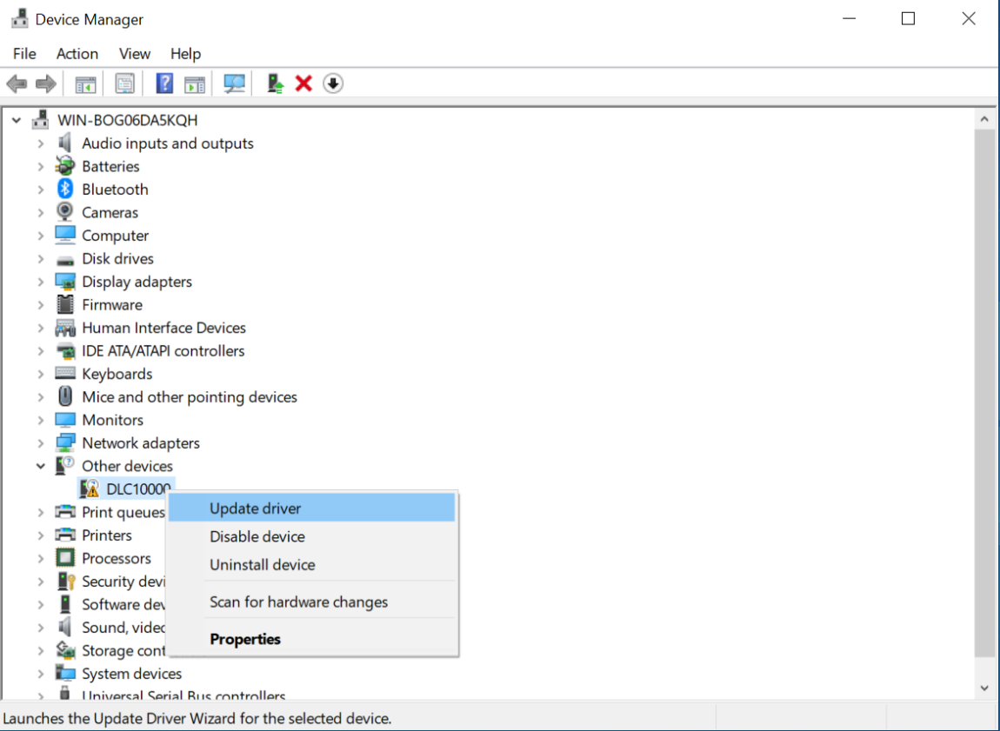 Device Manager
File Action View Help
WIN-BOG06DA5KQH
Audio inputs and outputs
Batteries
Bluetooth
Cameras
Computer
Disk drives
Display adapters
Firmware
Human Interface Devices
IDE ATA/ATAPI controllers
Keyboards
Mice and other pointing devices
Monitors
Network adapters
Other devices
DLC10000
Update driver
Disable device
Uninstall device
Scan for hardware changes
Properties
Print queues
Printers
Processors
Security devi
Software dev
Sound, video
Storage cont
System devices
Universal Serial Bus controllers
Launches the Update Driver Wizard for the selected device.